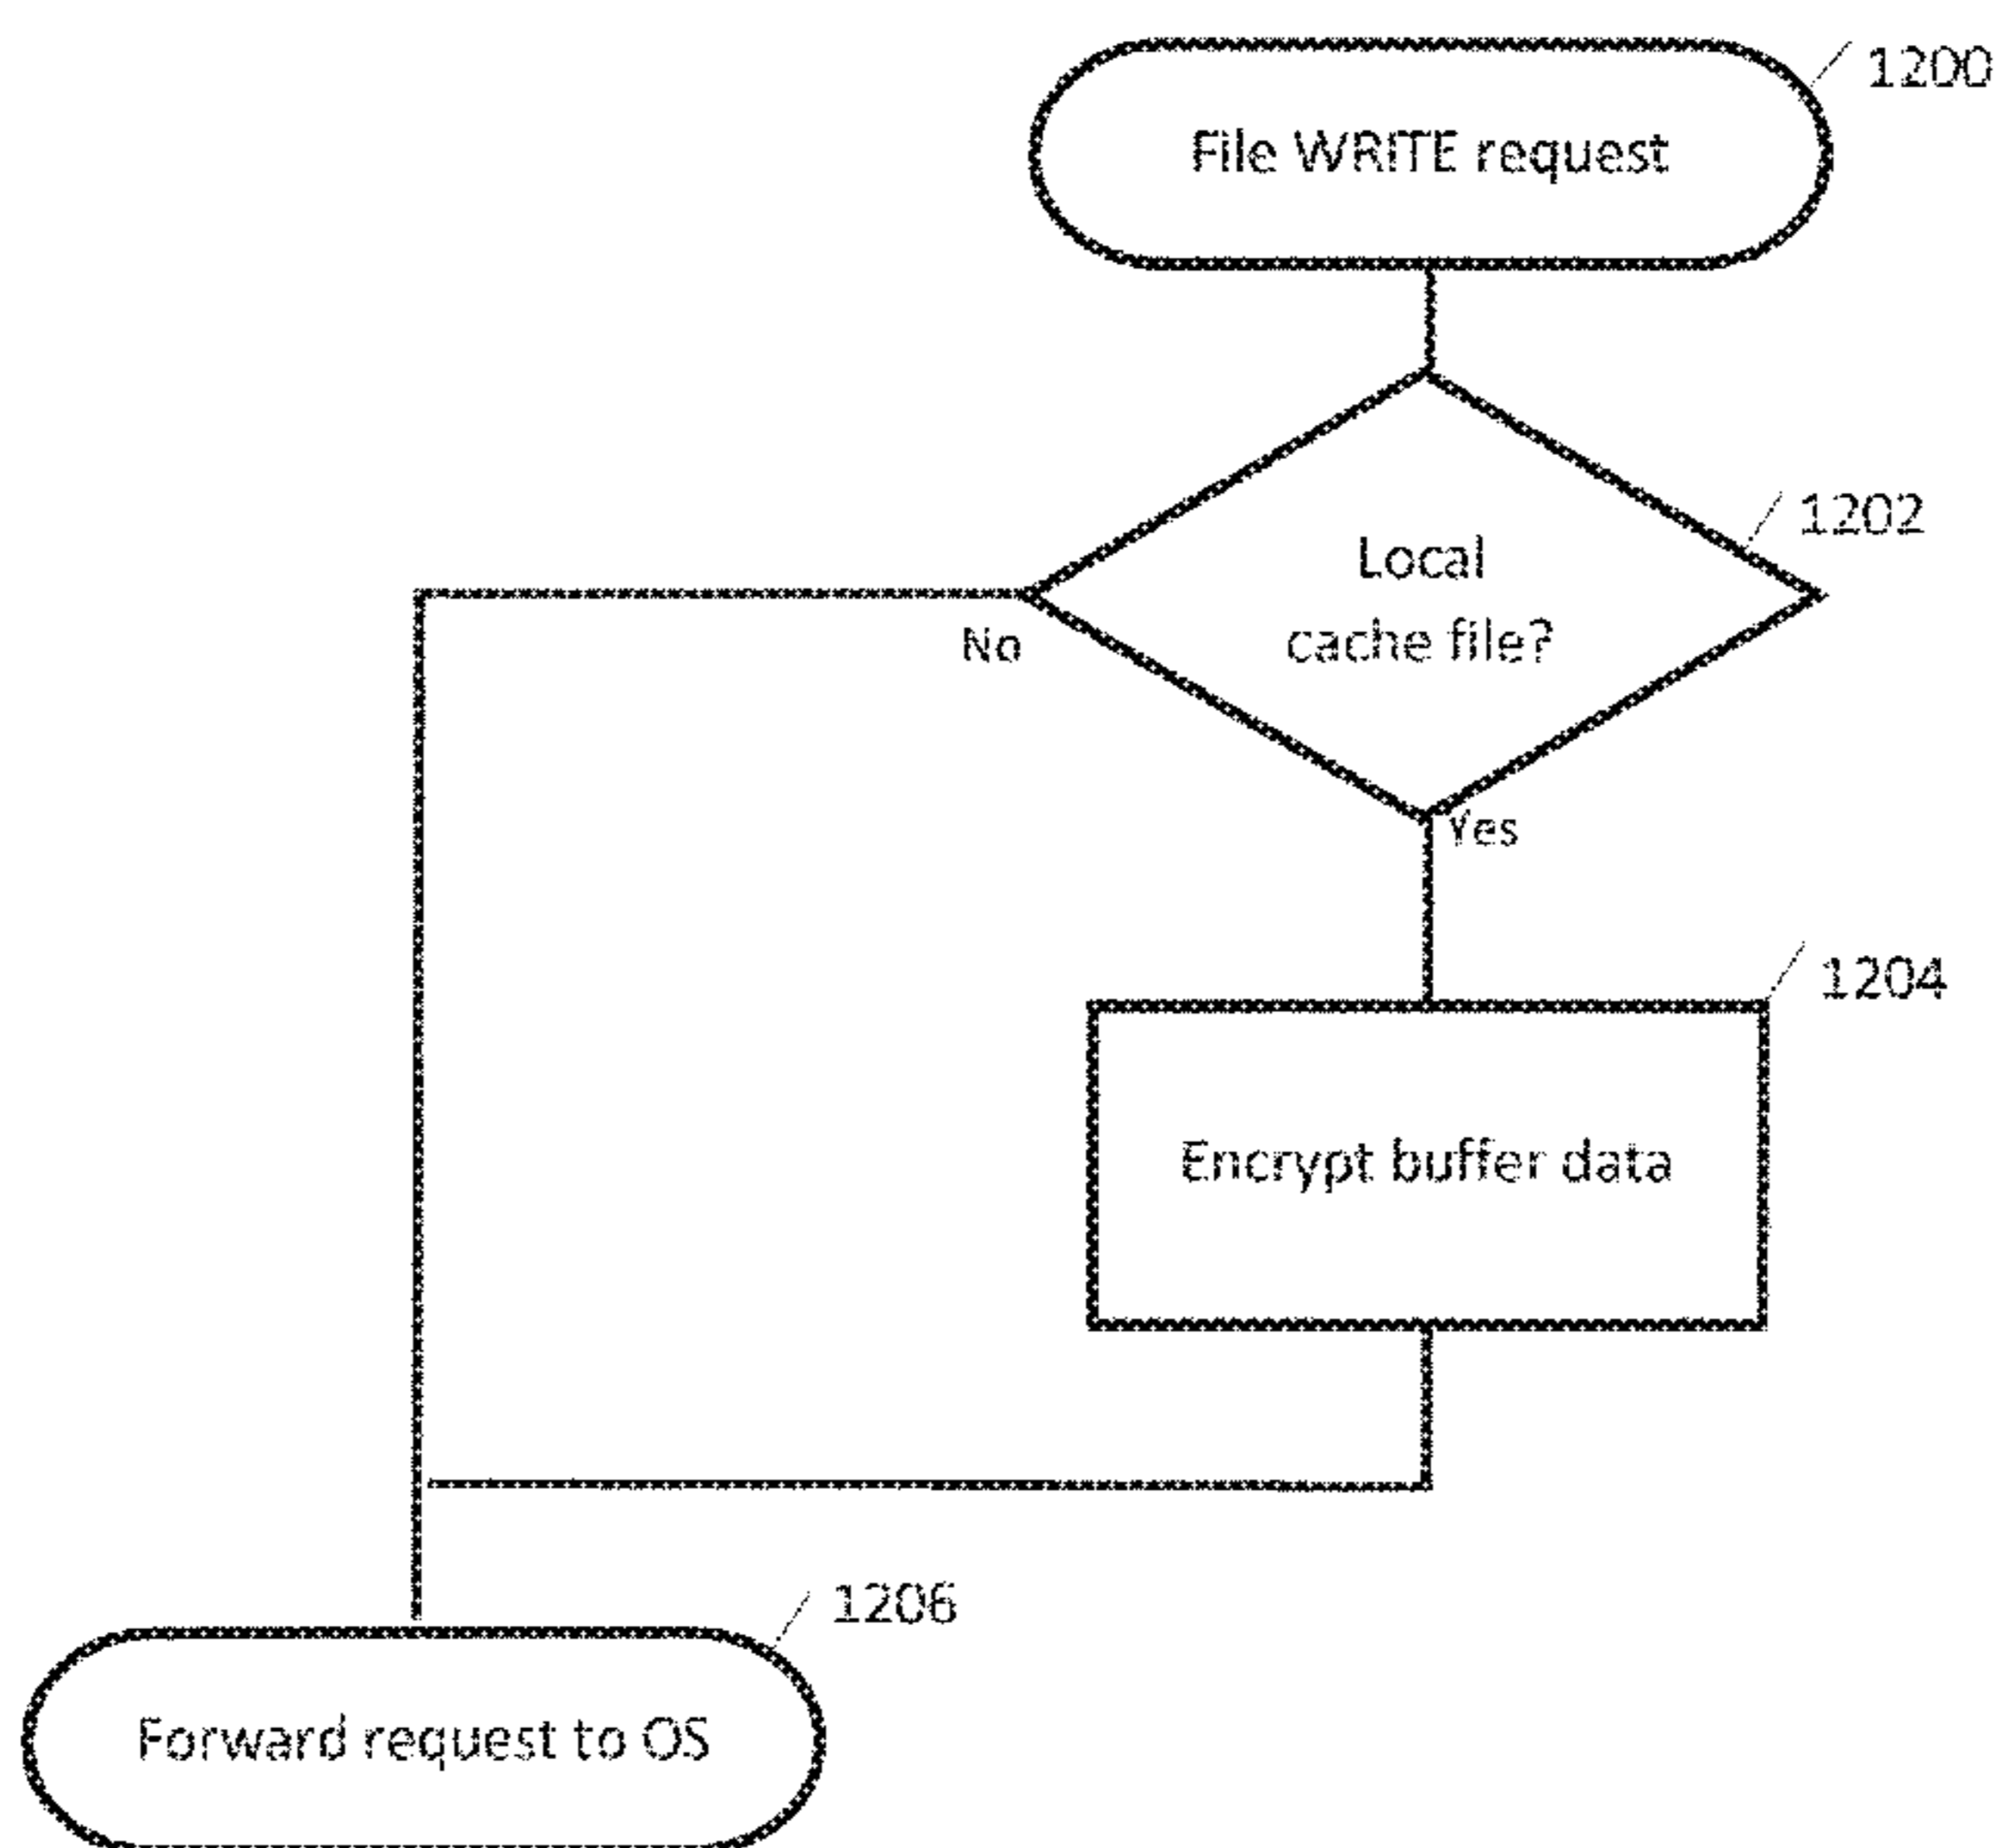 1200
File WRITE request
1202
Local
cache file?
No
Yes
1204
Encrypt buffer data
1206
Forward request to OS